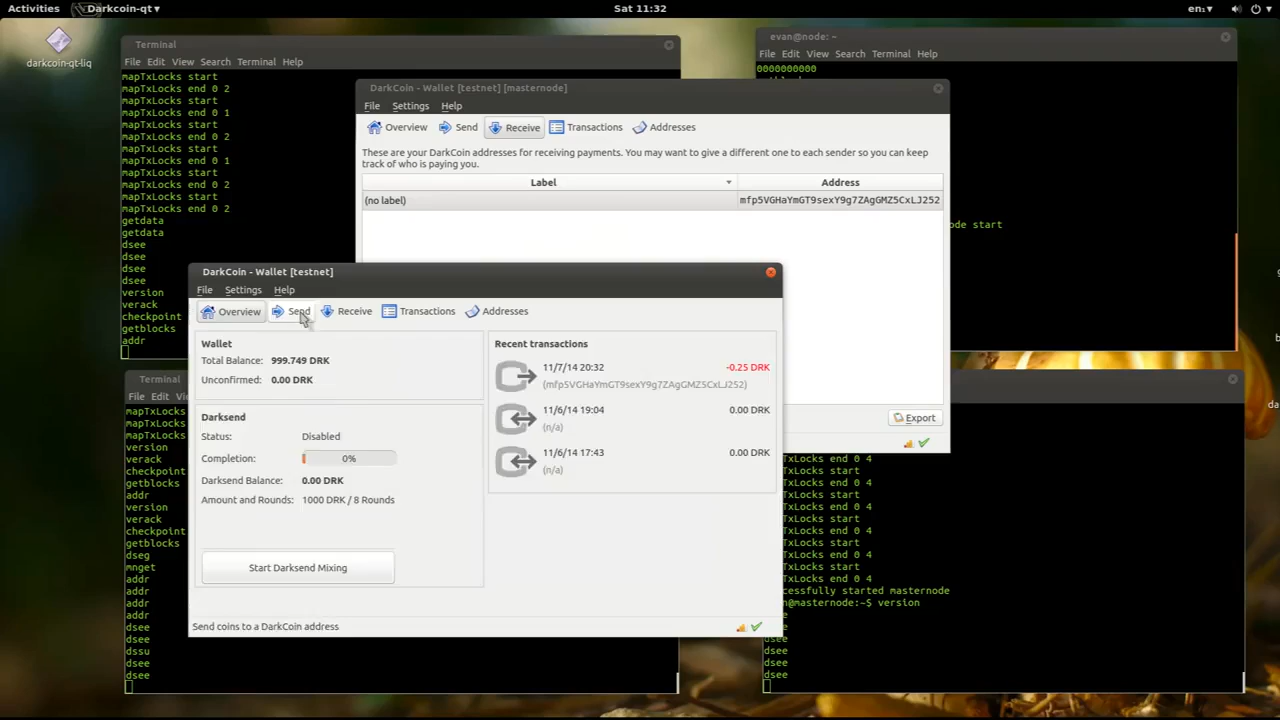 Activities
Darkcoin-qt
Sat 11:32
en
darkcoin-qt-liq
Terminal
File Edit View Search Terminal Help
mapTxLocks start
mapTxLocks end 0 2
mapTxLocks start
mapTxLocks end 0 1
mapTxLocks start
mapTxLocks end 0 2
mapTxLocks start
mapTxLocks end 0 1
mapTxLocks start
mapTxLocks end 0 2
mapTxLocks start
mapTxLocks end 0 2
getdata
getdata
dsee
dsee
dsee
dsee
version
verack
checkpoint
getblocks
addr
evan@node: ~
File Edit View Search Terminal Help
0000000000
ode start
DarkCoin - Wallet [testnet] [masternode]
File Settings Help
Overview Send Receive Transactions Addresses
These are your DarkCoin addresses for receiving payments. You may want to give a different one to each sender so you can keep
track of who is paying you.
Label Address
(no label) mfp5VGHaYmGT9sexY9g7ZAgGMZ5CxLJ252
Export
DarkCoin - Wallet [testnet]
File Settings Help
Overview Send Receive Transactions Addresses
Wallet
Total Balance: 999.749 DRK
Unconfirmed: 0.00 DRK
Darksend
Status: Disabled
Completion: 0%
Darksend Balance: 0.00 DRK
Amount and Rounds: 1000 DRK / 8 Rounds
Start Darksend Mixing
Recent transactions
11/7/14 20:32 -0.25 DRK
(mfp5VGHaYmGT9sexY9g7ZAgGMZ5CxLJ252)
11/6/14 19:04 0.00 DRK
(n/a)
11/6/14 17:43 0.00 DRK
(n/a)
Send coins to a DarkCoin address
Terminal
File Edit Vi
mapTxLocks
mapTxLocks
mapTxLocks
version
verack
checkpoint
getblocks
addr
version
verack
checkpoint
getblocks
dseg
mnget
addr
addr
addr
addr
dsee
dsee
dssu
dsee
dsee
TxLocks end 0 4
TxLocks start
TxLocks end 0 4
TxLocks start
TxLocks end 0 4
TxLocks start
TxLocks end 0 4
TxLocks start
TxLocks end 0 4
TxLocks start
TxLocks end 0 4
cessfully started masternode
n@masternode:~$ version
e
e
dsee
dsee
dsee
dsee